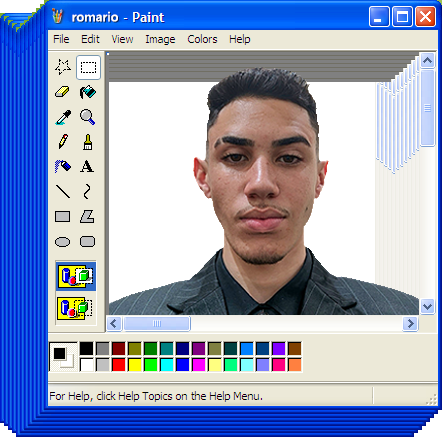 romario - Paint
File Edit View Image Colors Help
A
For Help, click Help Topics on the Help Menu.